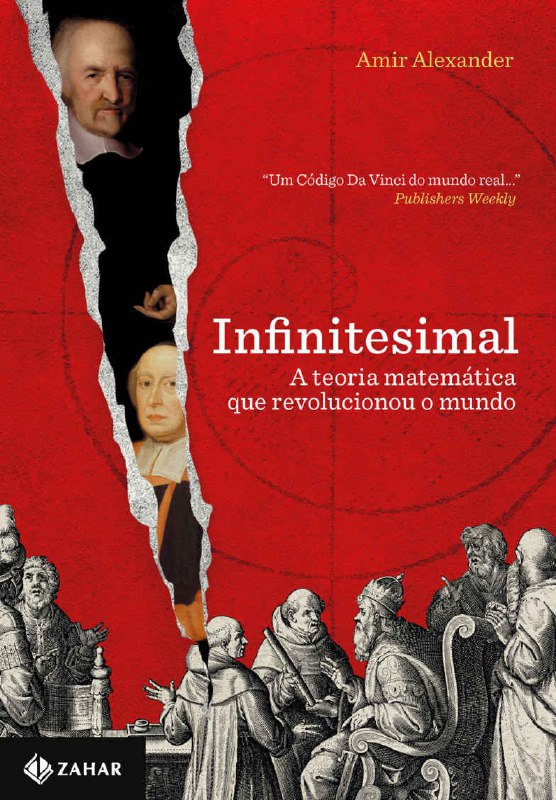 Amir Alexander
“Um Código Da Vinci do mundo real...”
Publishers Weekly
Infinitesimal
A teoria matemática
que revolucionou o mundo
ZAHAR